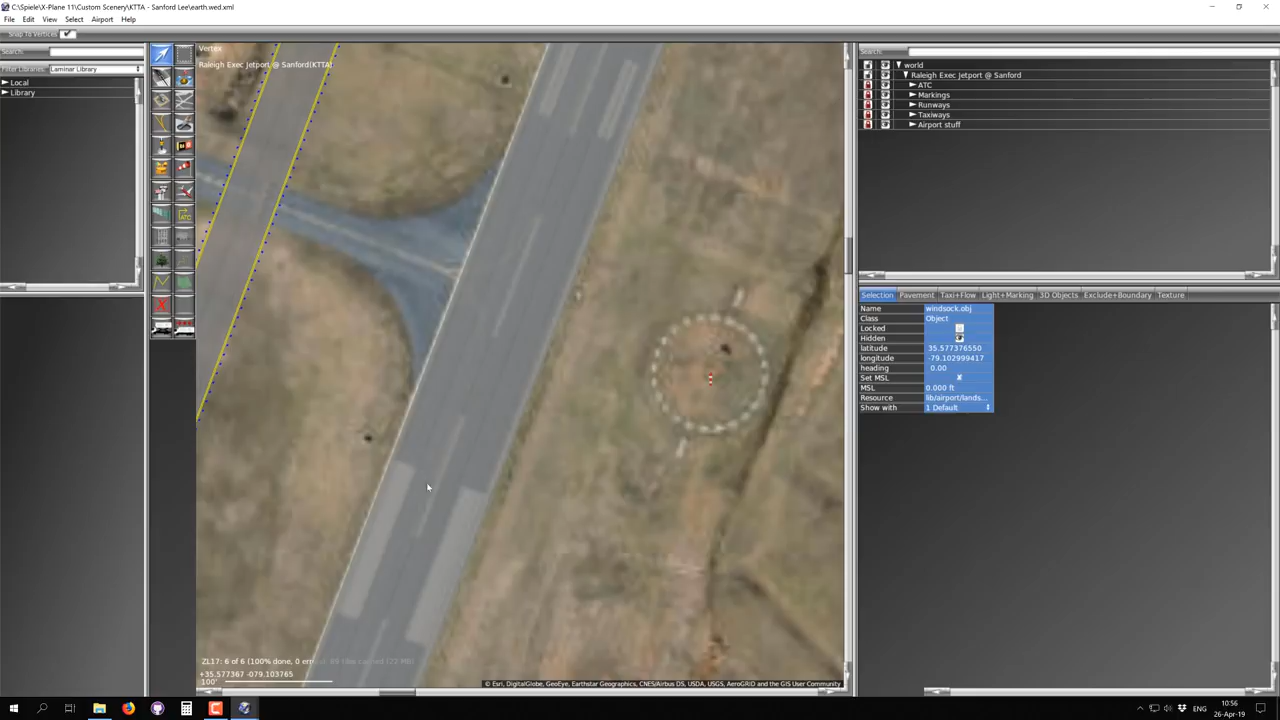 C:\Spiele\X-Plane 11\Custom Scenery\KTTA - Sanford Lee\earth.wed.xml
File Edit View Select Airport Help
Snap To Vertices
Search:
Filter Libraries: Laminar Library
Local
Library
Vertex
Raleigh Exec Jetport @ Sanford(KTTA)
ZL17: 6 of 6 (100% done, 0 err
+35.577367 -079.103765
100'
© Esri, DigitalGlobe, GeoEye, Earthstar Geographics, CNES/Airbus DS, USDA, USGS, AeroGRID and the GIS User Community
Search:
world
Raleigh Exec Jetport @ Sanford
ATC
Markings
Runways
Taxiways
Airport stuff
Selection Pavement Taxi+Flow Light+Marking 3D Objects Exclude+Boundary Texture
Name windsock.obj
Class Object
Locked
Hidden
latitude 35.577376550
longitude -79.102999417
heading 0.00
Set MSL
MSL 0.000 ft
Resource lib/airport/lands...
Show with 1 Default
ENG
10:56
26-Apr-19